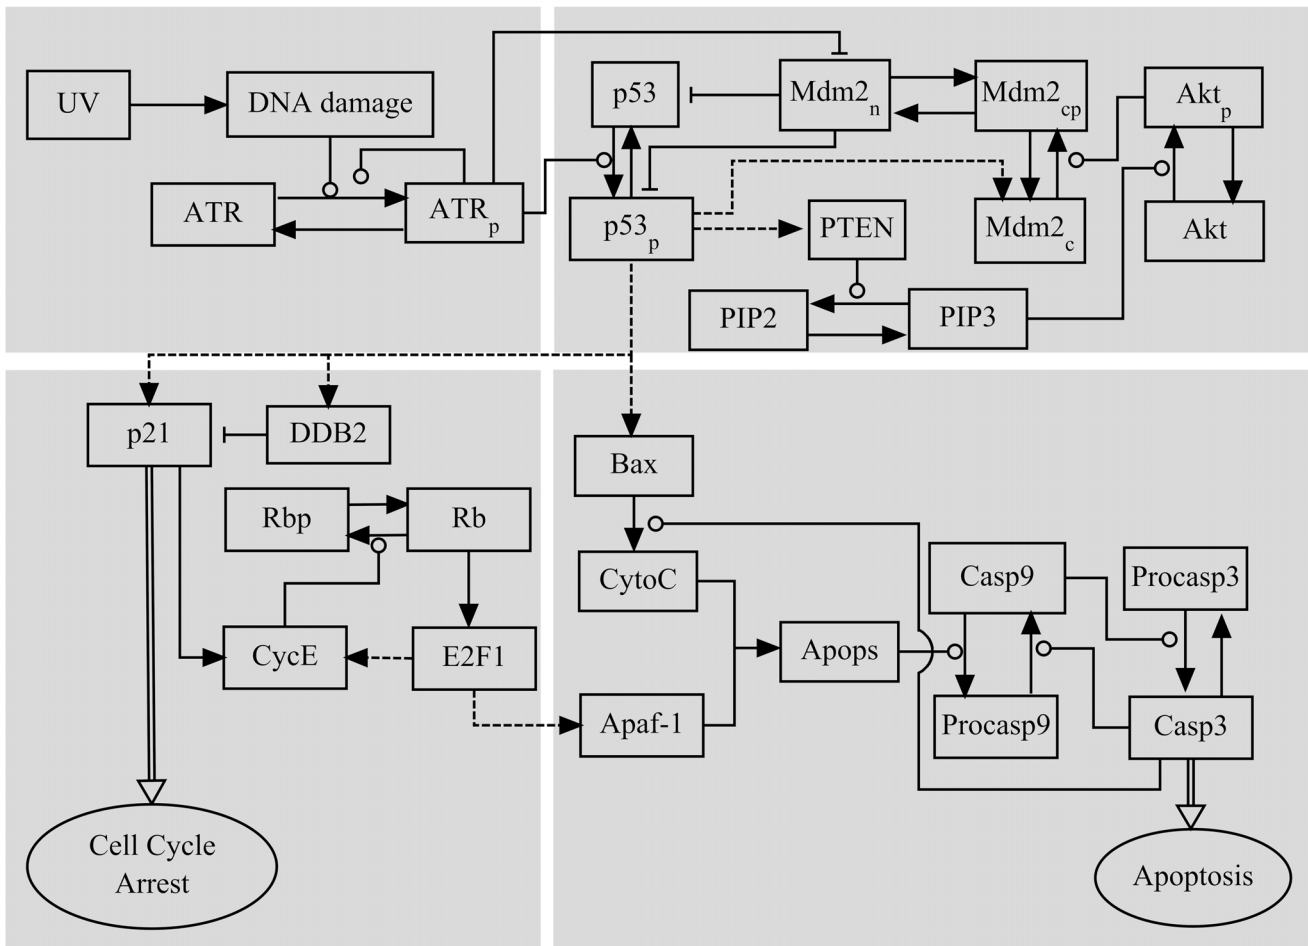 UV
DNA damage
ATR
ATRp
p53
Mdm2n
Mdm2cp
Aktp
p53p
PTEN
Mdm2c
Akt
PIP2
PIP3
p21
DDB2
Rbp
Rb
CycE
E2F1
Cell Cycle
Arrest
Bax
CytoC
Casp9
Procasp3
Apops
Apaf-1
Procasp9
Casp3
Apoptosis